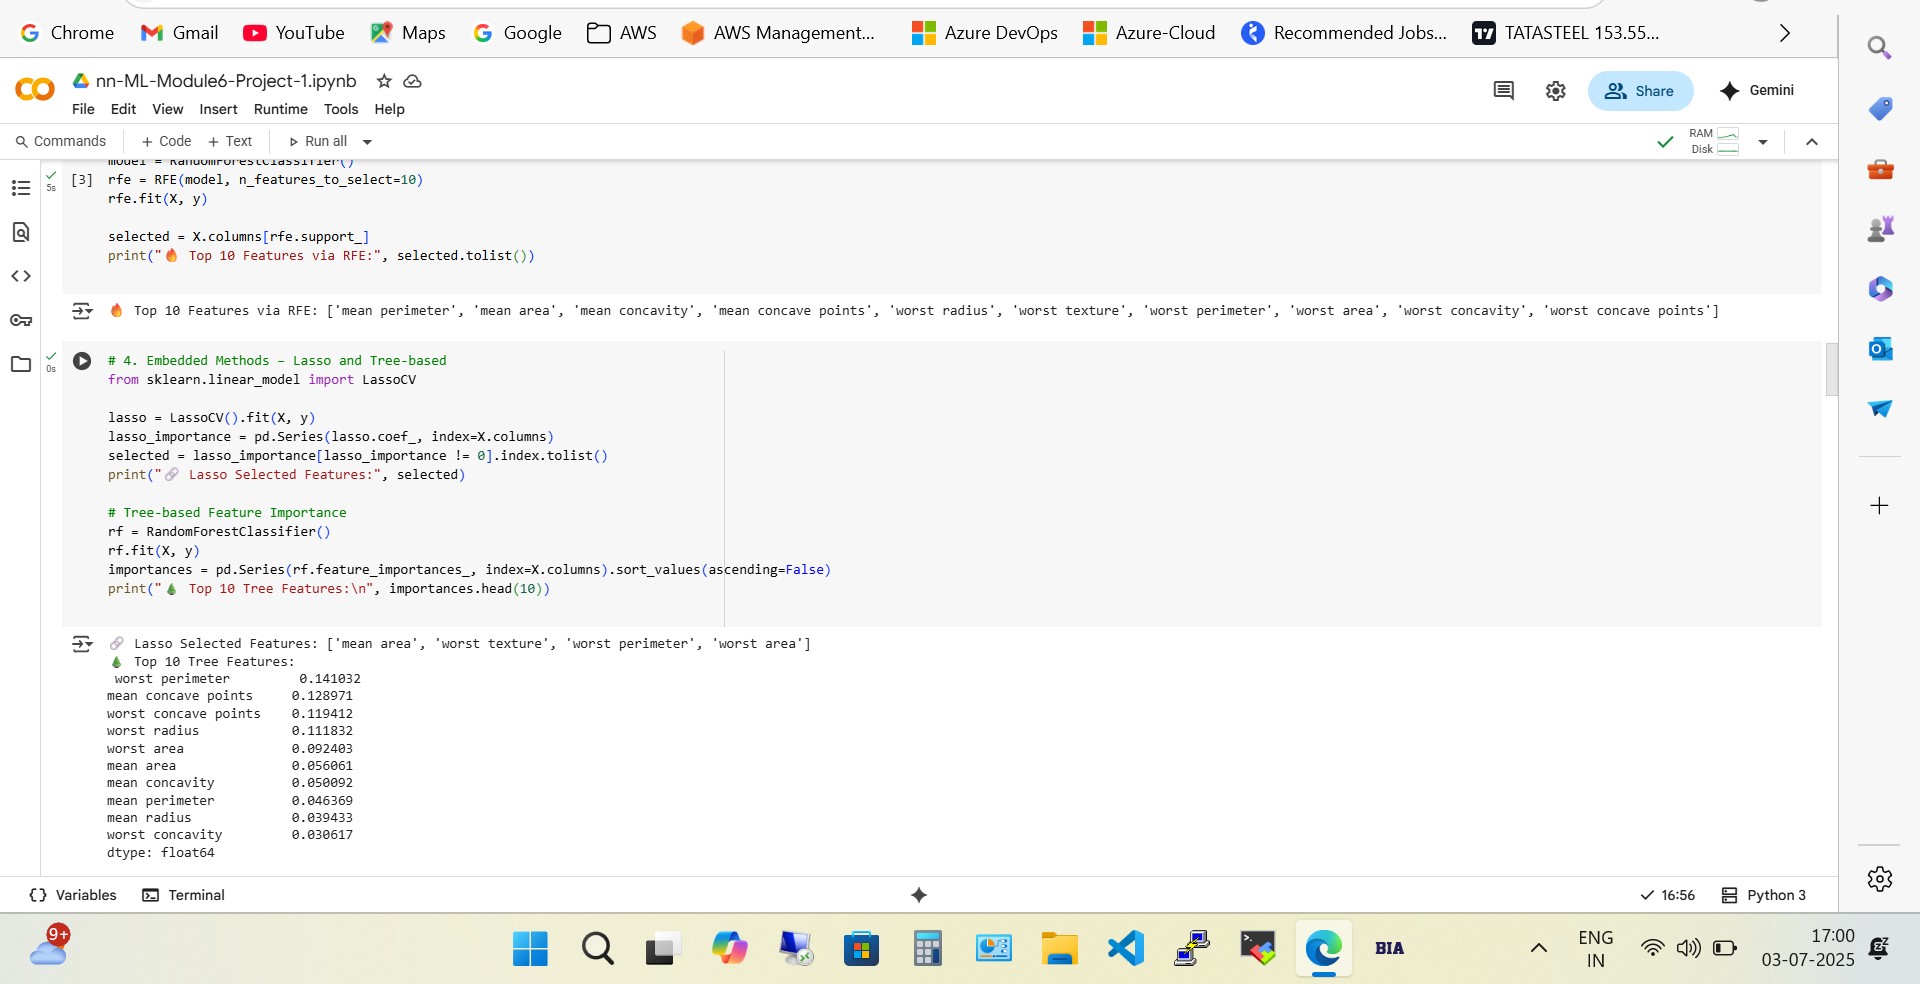 Chrome Gmail YouTube Maps Google AWS AWS Management... Azure DevOps Azure-Cloud Recommended Jobs... TATASTEEL 153.55...
nn-ML-Module6-Project-1.ipynb
Share Gemini
File Edit View Insert Runtime Tools Help
Commands + Code + Text Run all
RAM
Disk
model = RandomForestClassifier()
5s
[3] rfe = RFE(model, n_features_to_select=10)
rfe.fit(X, y)
selected = X.columns[rfe.support_]
print("🔥 Top 10 Features via RFE:", selected.tolist())
🔥 Top 10 Features via RFE: ['mean perimeter', 'mean area', 'mean concavity', 'mean concave points', 'worst radius', 'worst texture', 'worst perimeter', 'worst area', 'worst concavity', 'worst concave points']
0s
# 4. Embedded Methods – Lasso and Tree-based
from sklearn.linear_model import LassoCV
lasso = LassoCV().fit(X, y)
lasso_importance = pd.Series(lasso.coef_, index=X.columns)
selected = lasso_importance[lasso_importance != 0].index.tolist()
print("🔗 Lasso Selected Features:", selected)
# Tree-based Feature Importance
rf = RandomForestClassifier()
rf.fit(X, y)
importances = pd.Series(rf.feature_importances_, index=X.columns).sort_values(ascending=False)
print("🌲 Top 10 Tree Features:\n", importances.head(10))
🔗 Lasso Selected Features: ['mean area', 'worst texture', 'worst perimeter', 'worst area']
🌲 Top 10 Tree Features:
worst perimeter 0.141032
mean concave points 0.128971
worst concave points 0.119412
worst radius 0.111832
worst area 0.092403
mean area 0.056061
mean concavity 0.050092
mean perimeter 0.046369
mean radius 0.039433
worst concavity 0.030617
dtype: float64
Variables Terminal 16:56 Python 3
9+
BIA
ENG
IN
17:00
03-07-2025